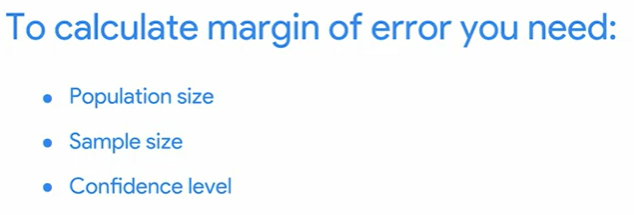 To calculate margin of error you need:
• Population size
• Sample size
• Confidence level